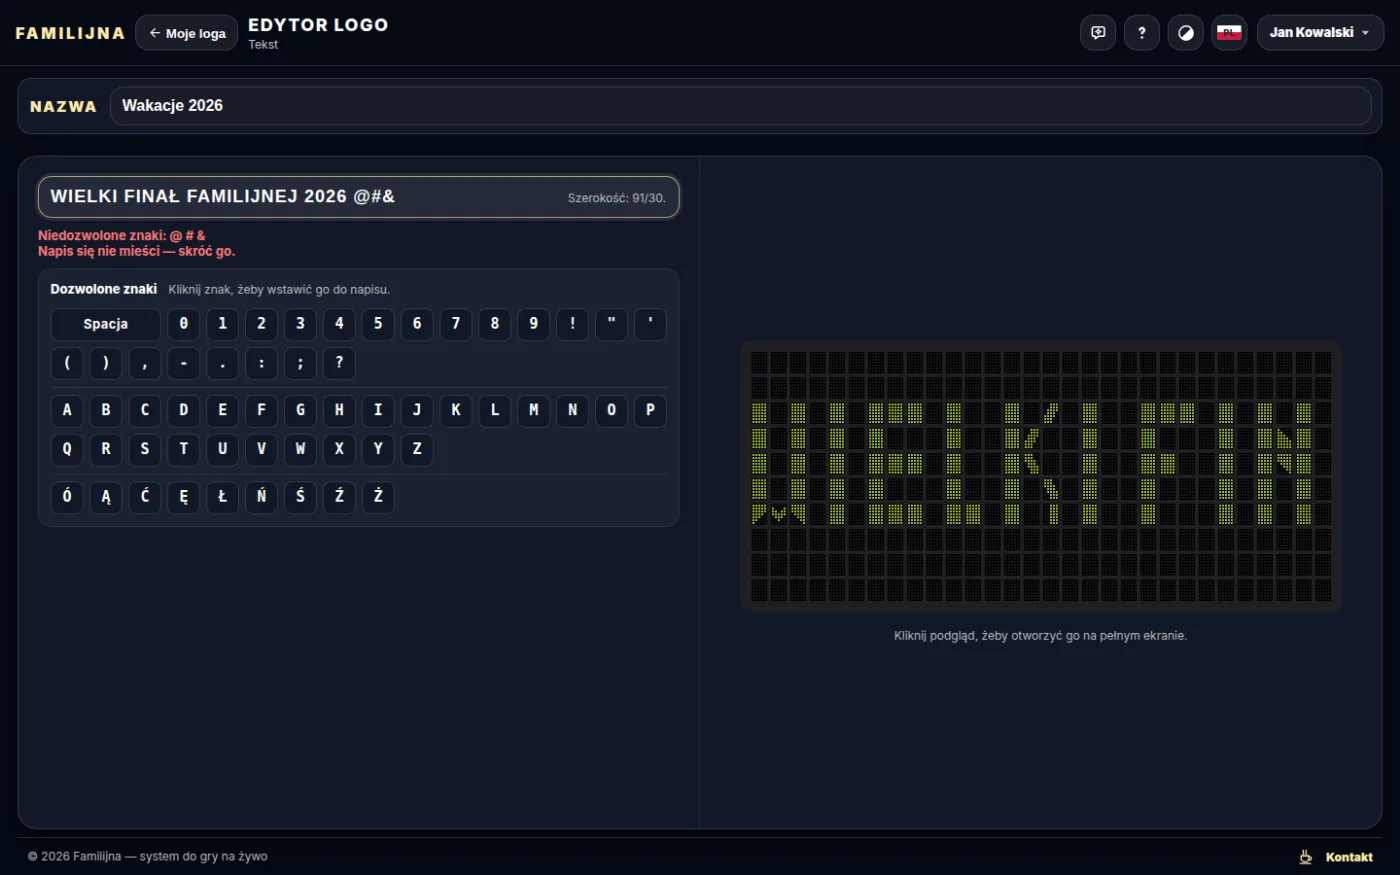 FAMILIJNA
← Moje loga
EDYTOR LOGO
Tekst
?
PL
Jan Kowalski
NAZWA
Wakacje 2026
WIELKI FINAŁ FAMILIJNEJ 2026 @#&
Szerokość: 91/30.
Niedozwolone znaki: @ # &
Napis się nie mieści — skróć go.
Dozwolone znaki Kliknij znak, żeby wstawić go do napisu.
Spacja 0 1 2 3 4 5 6 7 8 9 ! " '
( ) , - . : ; ?
A B C D E F G H I J K L M N O P
Q R S T U V W X Y Z
Ó Ą Ć Ę Ł Ń Ś Ź Ż
WIELKI FIN
Kliknij podgląd, żeby otworzyć go na pełnym ekranie.
© 2026 Familijna — system do gry na żywo
Kontakt